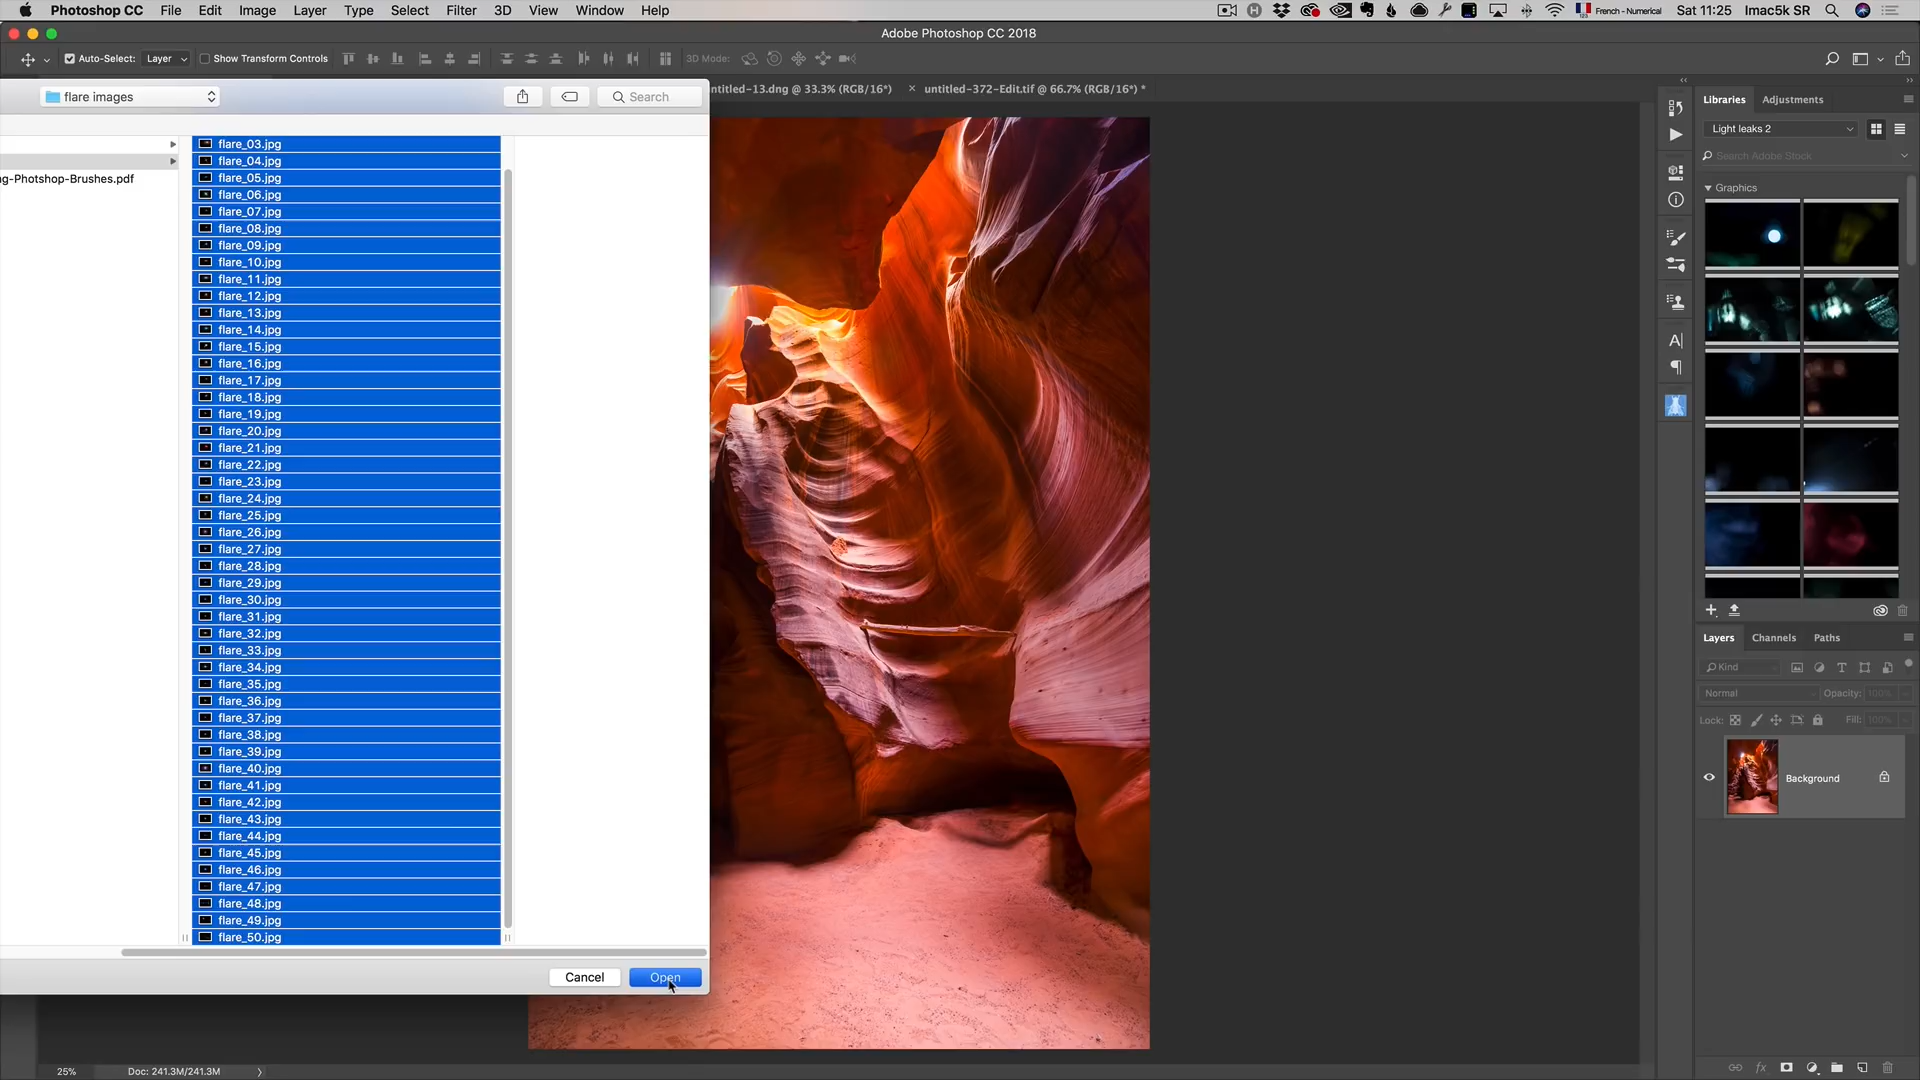 Photoshop CC File Edit Image Layer Type Select Filter 3D View Window Help French - Numerical Sat 11:25 Imac5k SR
Adobe Photoshop CC 2018
Auto-Select: Layer Show Transform Controls 3D Mode:
flare images Search
ntitled-13.dng @ 33.3% (RGB/16*) × untitled-372-Edit.tif @ 66.7% (RGB/16*) *
flare_03.jpg
flare_04.jpg
flare_05.jpg
ng-Photshop-Brushes.pdf
flare_06.jpg
flare_07.jpg
flare_08.jpg
flare_09.jpg
flare_10.jpg
flare_11.jpg
flare_12.jpg
flare_13.jpg
flare_14.jpg
flare_15.jpg
flare_16.jpg
flare_17.jpg
flare_18.jpg
flare_19.jpg
flare_20.jpg
flare_21.jpg
flare_22.jpg
flare_23.jpg
flare_24.jpg
flare_25.jpg
flare_26.jpg
flare_27.jpg
flare_28.jpg
flare_29.jpg
flare_30.jpg
flare_31.jpg
flare_32.jpg
flare_33.jpg
flare_34.jpg
flare_35.jpg
flare_36.jpg
flare_37.jpg
flare_38.jpg
flare_39.jpg
flare_40.jpg
flare_41.jpg
flare_42.jpg
flare_43.jpg
flare_44.jpg
flare_45.jpg
flare_46.jpg
flare_47.jpg
flare_48.jpg
flare_49.jpg
flare_50.jpg
Cancel Open
Libraries Adjustments
Light leaks 2
Search Adobe Stock
Graphics
Layers Channels Paths
Kind
Normal Opacity: 100%
Lock: Fill: 100%
Background
25% Doc: 241.3M/241.3M